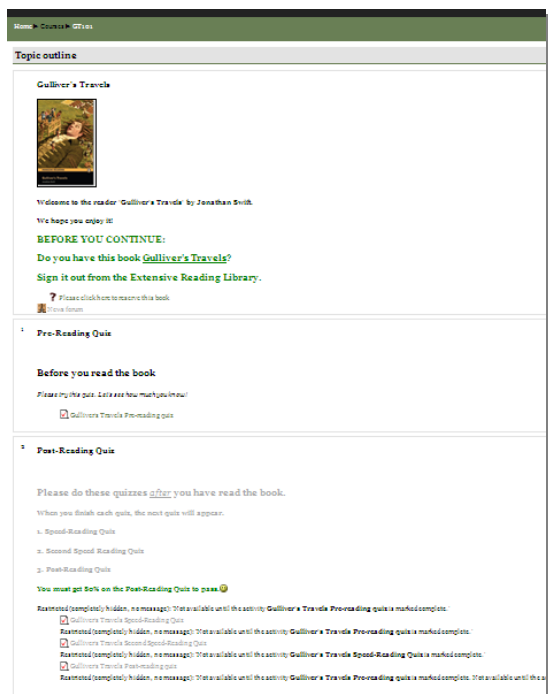 Home ► Courses ► GT101
Topic outline
Gulliver's Travels
Welcome to the reader 'Gulliver's Travels' by Jonathan Swift.
We hope you enjoy it!
BEFORE YOU CONTINUE:
Do you have this book Gulliver's Travels?
Sign it out from the Extensive Reading Library.
Please click here to reserve this book
News forum
1
Pre-Reading Quiz
Before you read the book
Please try this quiz. Let's see how much you know!
Gullivers Travels Pre-reading quiz
2
Post-Reading Quiz
Please do these quizzes after you have read the book.
When you finish each quiz, the next quiz will appear.
1. Speed-Reading Quiz
2. Second Speed Reading Quiz
3. Post-Reading Quiz
You must get 80% on the Post-Reading Quiz to pass.
Restricted (completely hidden, no message): 'Not available until the activity Gulliver's Travels Pre-reading quiz is marked complete.'
Gullivers Travels Speed-Reading Quiz
Restricted (completely hidden, no message): 'Not available until the activity Gulliver's Travels Pre-reading quiz is marked complete.'
Gullivers Travels Second Speed-Reading Quiz
Restricted (completely hidden, no message): 'Not available until the activity Gulliver's Travels Speed-Reading Quiz is marked complete.'
Gullivers Travels Post-reading quiz
Restricted (completely hidden, no message): 'Not available until the activity Gulliver's Travels Pre-reading quiz is marked complete. Not available until the a